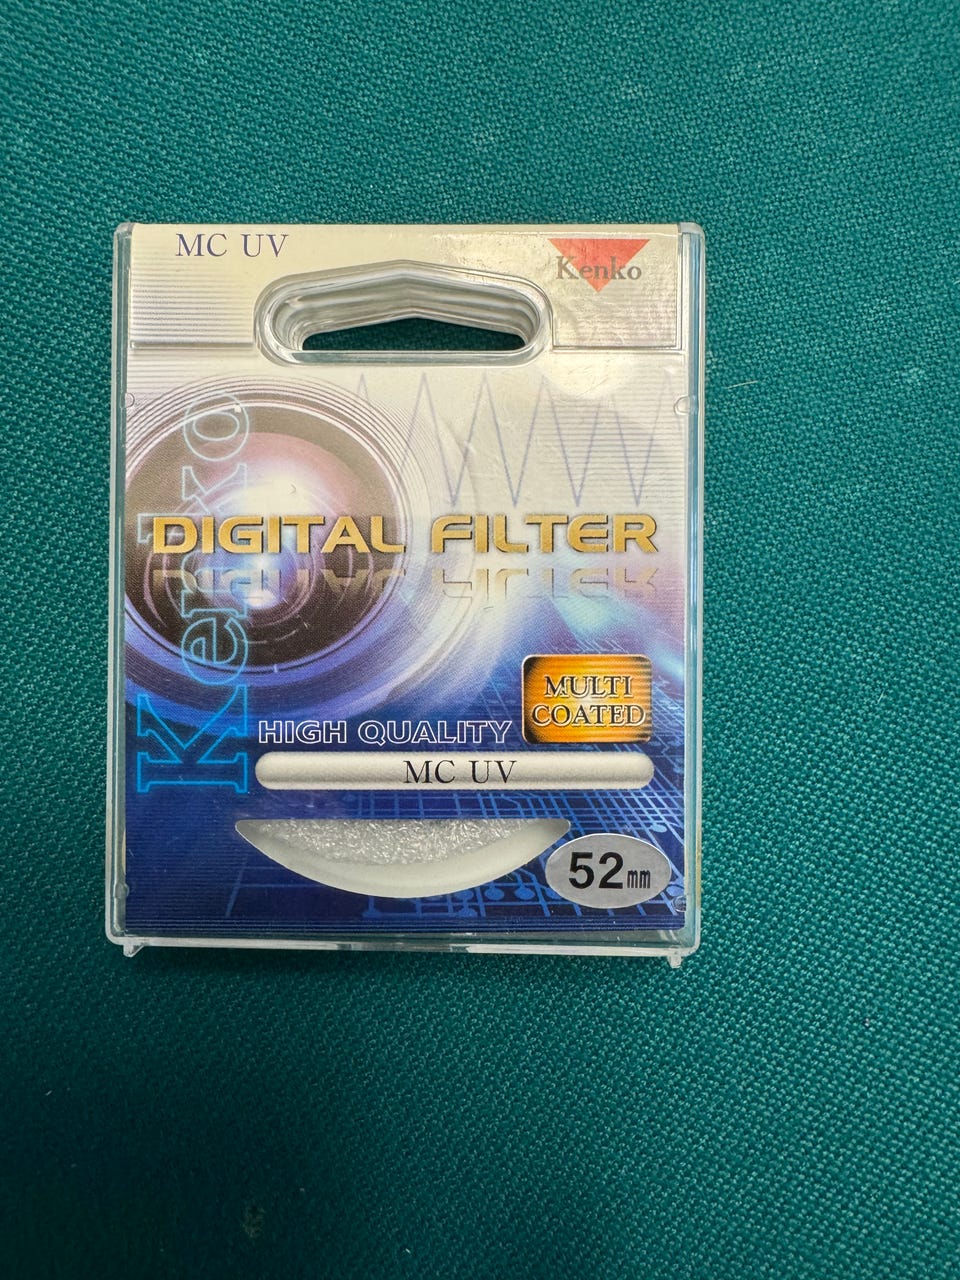 MC UV
Kenko
Kenko
DIGITAL FILTER
MULTI
COATED
HIGH QUALITY
MC UV
52mm